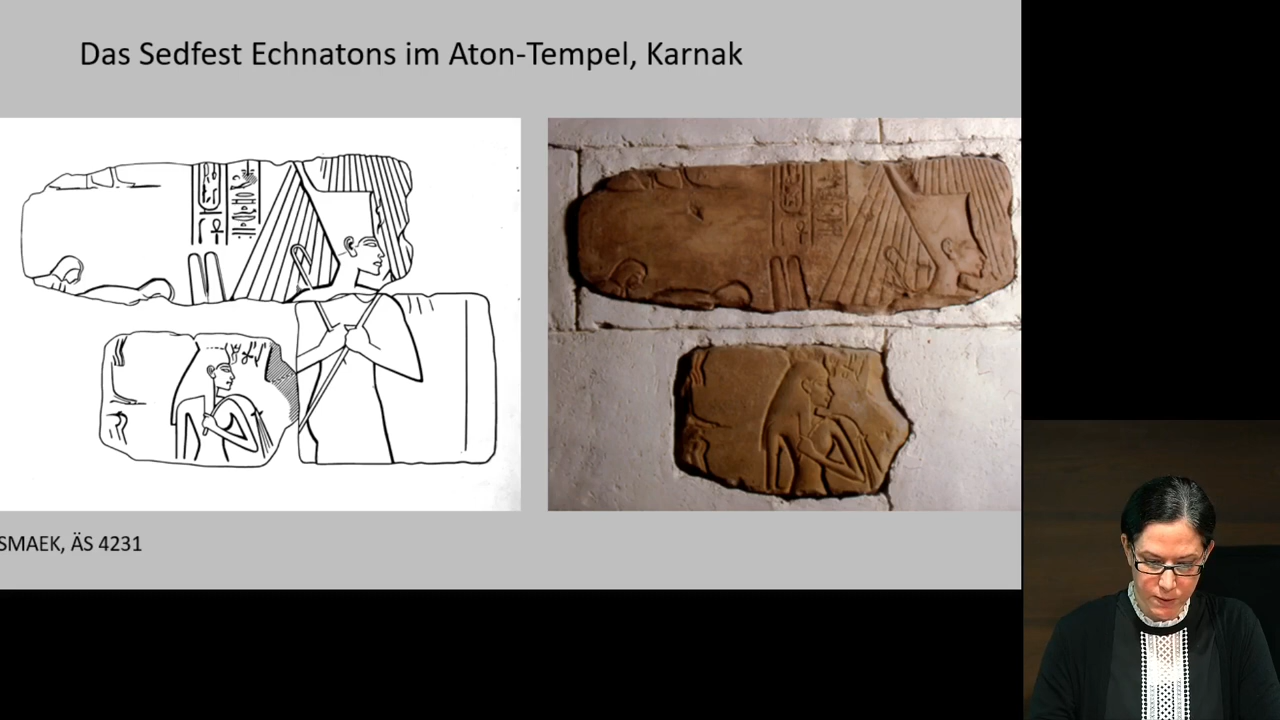 Das Sedfest Echnatons im Aton-Tempel, Karnak
SMAEK, ÄS 4231